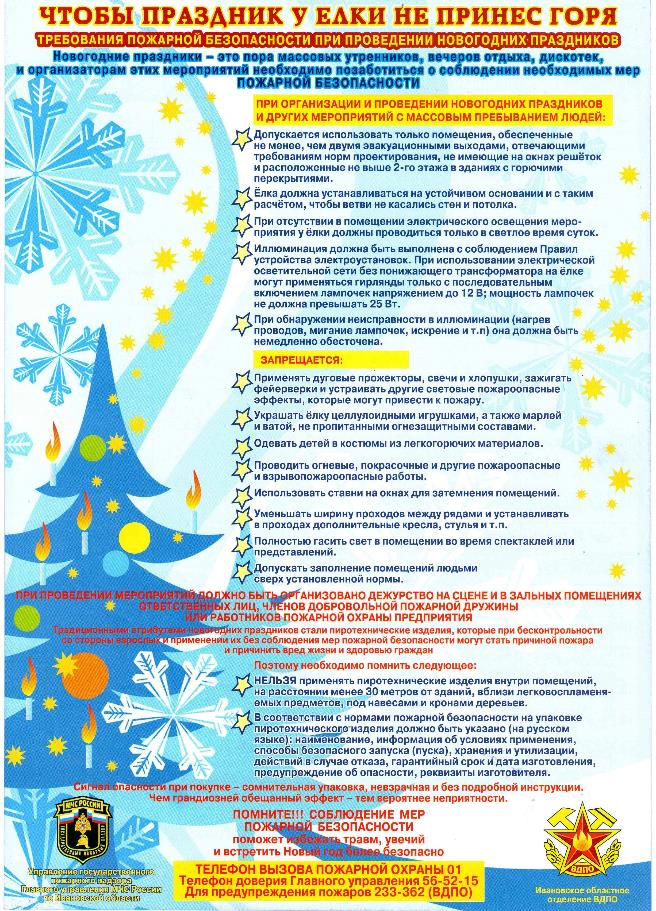 ЧТОБЫ ПРАЗДНИК У ЕЛКИ НЕ ПРИНЕС ГОРЯ
ТРЕБОВАНИЯ ПОЖАРНОЙ БЕЗОПАСНОСТИ ПРИ ПРОВЕДЕНИИ НОВОГОДНИХ ПРАЗДНИКОВ
Новогодние праздники – это пора массовых утренников, вечеров отдыха, дискотек,
и организаторам этих мероприятий необходимо позаботиться о соблюдении необходимых мер
ПОЖАРНОЙ БЕЗОПАСНОСТИ
ПРИ ОРГАНИЗАЦИИ И ПРОВЕДЕНИИ НОВОГОДНИХ ПРАЗДНИКОВ
И ДРУГИХ МЕРОПРИЯТИЙ С МАССОВЫМ ПРЕБЫВАНИЕМ ЛЮДЕЙ:
Допускается использовать только помещения, обеспеченные
не менее, чем двумя эвакуационными выходами, отвечающими
требованиям норм проектирования, не имеющие на окнах решёток
и расположенные не выше 2-го этажа в зданиях с горючими
перекрытиями.
Ёлка должна устанавливаться на устойчивом основании и с таким
расчётом, чтобы ветви не касались стен и потолка.
При отсутствии в помещении электрического освещения меро-
приятия у ёлки должны проводиться только в светлое время суток.
Иллюминация должна быть выполнена с соблюдением Правил
устройства электроустановок. При использовании электрической
осветительной сети без понижающего трансформатора на ёлке
могут применяться гирлянды только с последовательным
включением лампочек напряжением до 12 В; мощность лампочек
не должна превышать 25 Вт.
При обнаружении неисправности в иллюминации (нагрев
проводов, мигание лампочек, искрение и т.п) она должна быть
немедленно обесточена.
ЗАПРЕЩАЕТСЯ:
Применять дуговые прожекторы, свечи и хлопушки, зажигать
фейерверки и устраивать другие световые пожароопасные
эффекты, которые могут привести к пожару.
Украшать ёлку целлулоидными игрушками, а также марлей
и ватой, не пропитанными огнезащитными составами.
Одевать детей в костюмы из легкогорючих материалов.
Проводить огневые, покрасочные и другие пожароопасные
и взрывопожароопасные работы.
Использовать ставни на окнах для затемнения помещений.
Уменьшать ширину проходов между рядами и устанавливать
в проходах дополнительные кресла, стулья и т.п.
Полностью гасить свет в помещении во время спектаклей или
представлений.
Допускать заполнение помещений людьми
сверх установленной нормы.
ПРИ ПРОВЕДЕНИИ МЕРОПРИЯТИЙ ДОЛЖНО БЫТЬ ОРГАНИЗОВАНО ДЕЖУРСТВО НА СЦЕНЕ И В ЗАЛЬНЫХ ПОМЕЩЕНИЯХ
ОТВЕТСТВЕННЫХ ЛИЦ, ЧЛЕНОВ ДОБРОВОЛЬНОЙ ПОЖАРНОЙ ДРУЖИНЫ
ИЛИ РАБОТНИКОВ ПОЖАРНОЙ ОХРАНЫ ПРЕДПРИЯТИЯ
Традиционными атрибутами новогодних праздников стали пиротехнические изделия, которые при бесконтрольности
со стороны взрослых и применении их без соблюдения мер пожарной безопасности могут стать причиной пожара
и причинить вред жизни и здоровью граждан
Поэтому необходимо помнить следующее:
НЕЛЬЗЯ применять пиротехнические изделия внутри помещений,
на расстоянии менее 30 метров от зданий, вблизи легковоспламеня-
емых предметов, под навесами и кронами деревьев.
В соответствии с нормами пожарной безопасности на упаковке
пиротехнического изделия должно быть указано (на русском
языке): наименование, информация об условиях применения,
способы безопасного запуска (пуска), хранения и утилизации,
действий в случае отказа, гарантийный срок и дата изготовления,
предупреждение об опасности, реквизиты изготовителя.
Сигнал опасности при покупке – сомнительная упаковка, невзрачная и без подробной инструкции.
Чем грандиозней обещанный эффект – тем вероятнее неприятности.
ПОМНИТЕ!!! СОБЛЮДЕНИЕ МЕР
ПОЖАРНОЙ БЕЗОПАСНОСТИ
поможет избежать травм, увечий
и встретить Новый год более безопасно
МЧС РОССИИ
Управление государственного
пожарного надзора
Главного управления МЧС России
по Ивановской области
ТЕЛЕФОН ВЫЗОВА ПОЖАРНОЙ ОХРАНЫ 01
Телефон доверия Главного управления 56-52-15
Для предупреждения пожаров 233-362 (ВДПО)
ВДПО
Ивановское областное
отделение ВДПО